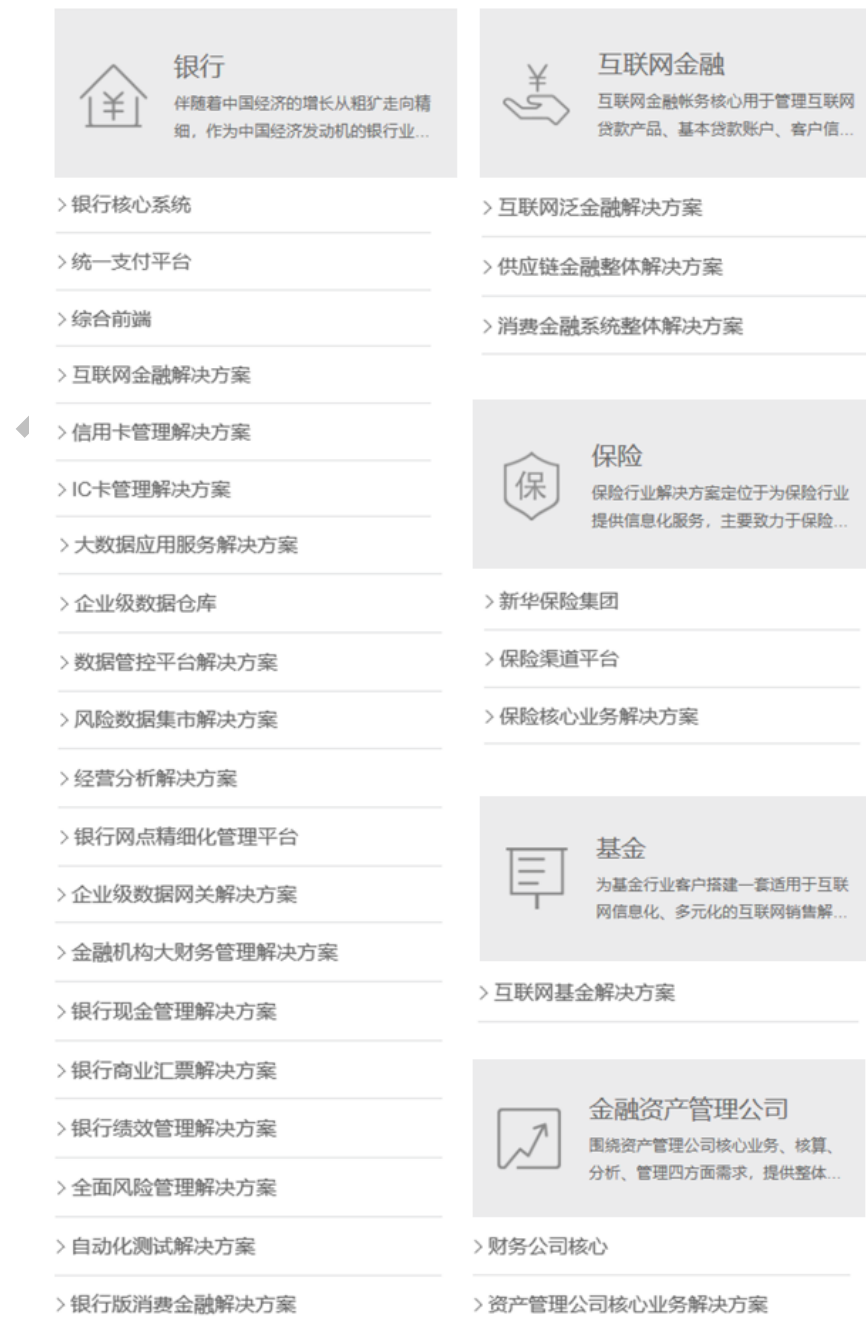 银行
伴随着中国经济的增长从粗犷走向精
细，作为中国经济发动机的银行业...
>银行核心系统
>统一支付平台
>综合前端
>互联网金融解决方案
>信用卡管理解决方案
>IC卡管理解决方案
>大数据应用服务解决方案
>企业级数据仓库
>数据管控平台解决方案
>风险数据集市解决方案
>经营分析解决方案
>银行网点精细化管理平台
>企业级数据网关解决方案
>金融机构大财务管理解决方案
>银行现金管理解决方案
>银行商业汇票解决方案
>银行绩效管理解决方案
>全面风险管理解决方案
>自动化测试解决方案
>银行版消费金融解决方案
互联网金融
互联网金融帐务核心用于管理互联网
贷款产品、基本贷款账户、客户信...
>互联网泛金融解决方案
>供应链金融整体解决方案
>消费金融系统整体解决方案
保
保险
保险行业解决方案定位于为保险行业
提供信息化服务，主要致力于保险...
>新华保险集团
>保险渠道平台
>保险核心业务解决方案
基金
为基金行业客户搭建一套适用于互联
网信息化、多元化的互联网销售解...
>互联网基金解决方案
金融资产管理公司
围绕资产管理公司核心业务、核算、
分析、管理四方面需求，提供整体...
>财务公司核心
>资产管理公司核心业务解决方案